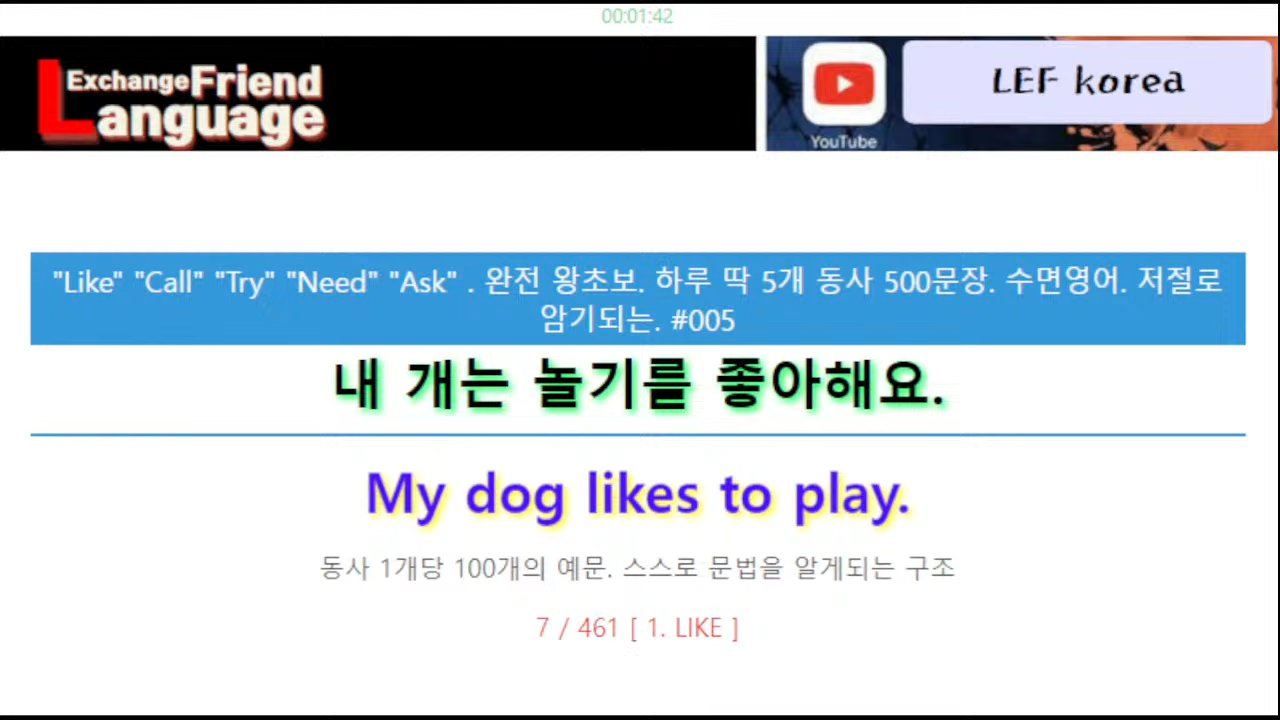 00:01:42
Exchange Friend
Language
LEF korea
YouTube
"Like" "Call" "Try" "Need" "Ask" . 완전 왕초보. 하루 딱 5개 동사 500문장. 수면영어. 저절로
암기되는. #005
내 개는 놀기를 좋아해요.
My dog likes to play.
동사 1개당 100개의 예문. 스스로 문법을 알게되는 구조
7 / 461 [ 1. LIKE ]